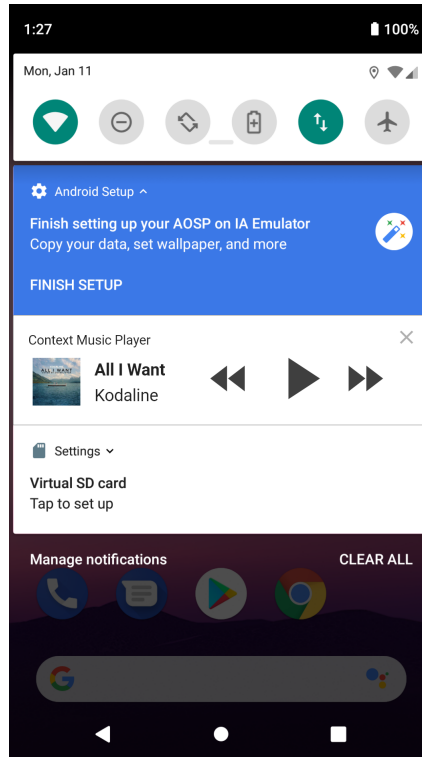 1:27
100%
Mon, Jan 11
Android Setup
Finish setting up your AOSP on IA Emulator
Copy your data, set wallpaper, and more
FINISH SETUP
Context Music Player
ALL I WANT
All I Want
Kodaline
Settings
Virtual SD card
Tap to set up
Manage notifications
CLEAR ALL
G